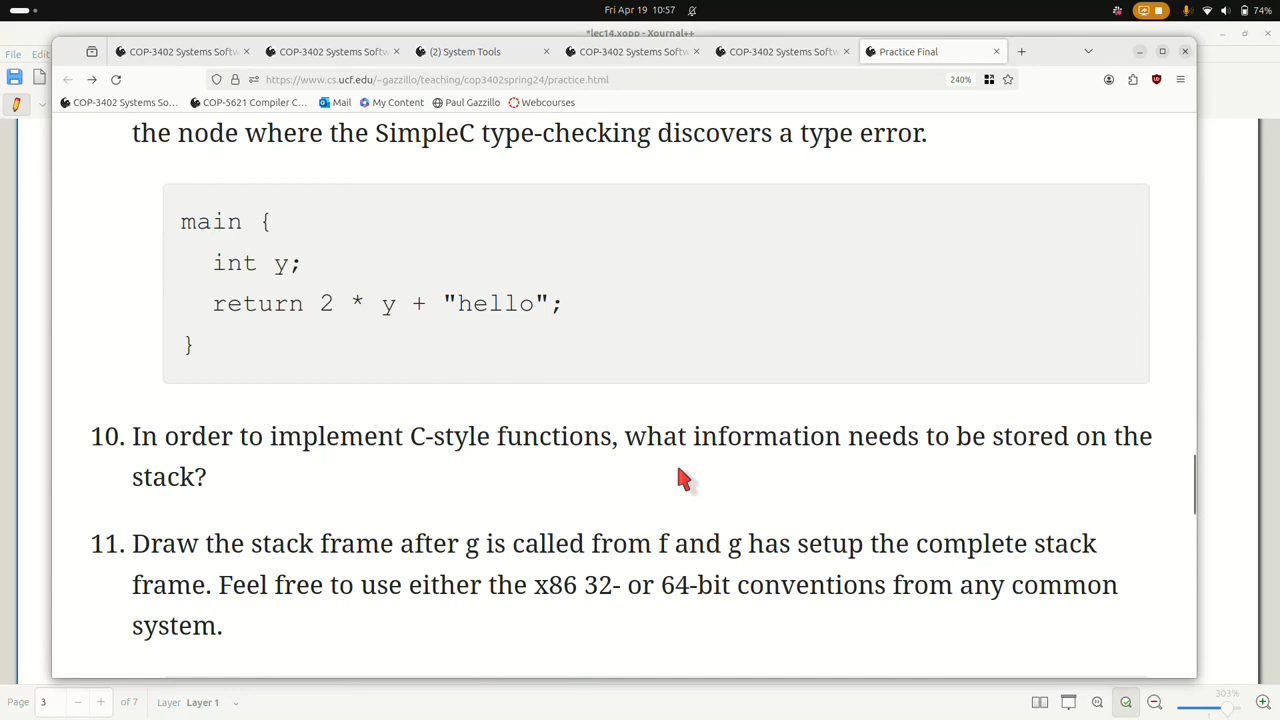 Fri Apr 19 10:57
74%
*lec14.xopp - Xournal++
File Edit
COP-3402 Systems Softw
COP-3402 Systems Softw
(2) System Tools
COP-3402 Systems Softw
COP-3402 Systems Softw
Practice Final
https://www.cs.ucf.edu/~gazzillo/teaching/cop3402spring24/practice.html
240%
COP-3402 Systems So...
COP-5621 Compiler C...
Mail
My Content
Paul Gazzillo
Webcourses
the node where the SimpleC type-checking discovers a type error.
main {
int y;
return 2 * y + "hello";
}
10. In order to implement C-style functions, what information needs to be stored on the
stack?
11. Draw the stack frame after g is called from f and g has setup the complete stack
frame. Feel free to use either the x86 32- or 64-bit conventions from any common
system.
Page 3 - + of 7 Layer Layer 1
303%